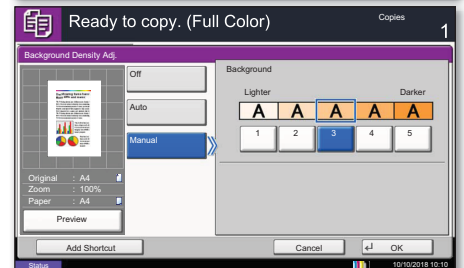 Ready to copy. (Full Color)
Copies
1
Background Density Adj.
Off
Auto
Manual
Background
Lighter
Darker
A A A A A
1 2 3 4 5
Original : A4
Zoom : 100%
Paper : A4
Preview
Add Shortcut
Cancel
OK
Status
10/10/2018 10:10